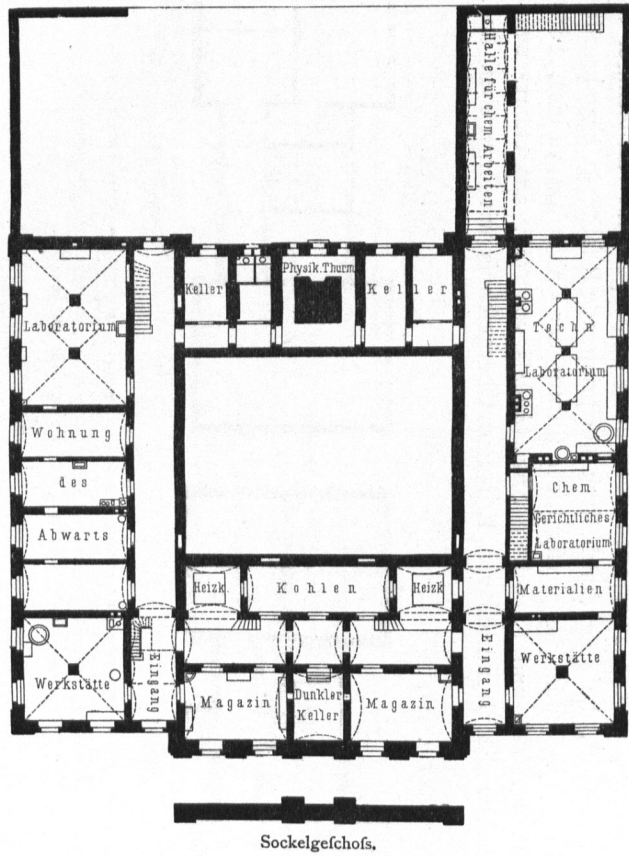 Halle für chem. Arbeiten
Keller
Physik. Thurm
Keller
Laboratorium
Techn
Laboratorium
Wohnung
des
Abwarts
Chem.
Gerichtliches
Laboratorium
Heizk.
Kohlen
Heizk
Materialien
Werkstätte
Eingang
Magazin
Dunkler
Keller
Magazin
Eingang
Werkstätte
Sockelgeſchoſs.